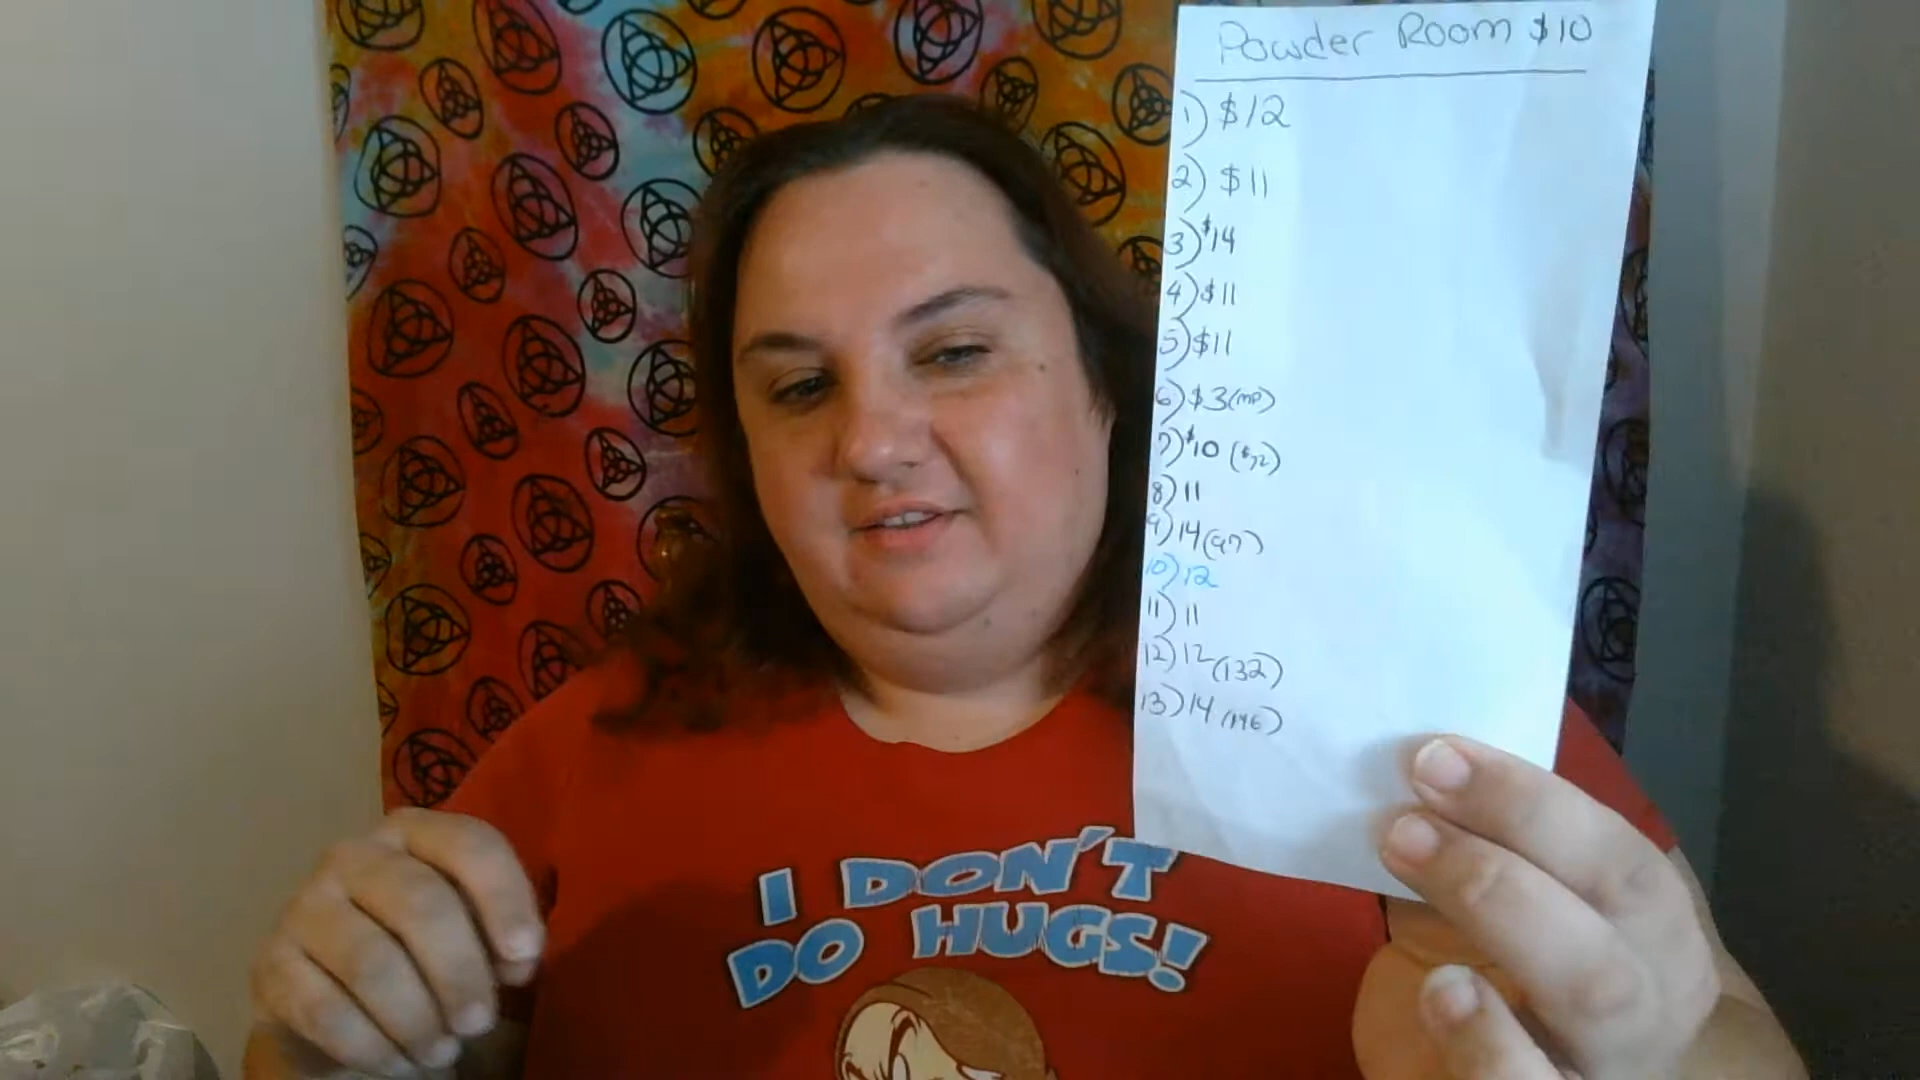 Powder Room $10
1) $12
2) $11
3) $14
4) $11
5) $11
6) $3 (mp)
7) $10 ($72)
8) 11
9) 14 (97)
10) 12
11) 11
12) 12 (132)
13) 14 (146)
I DON'T
DO HUGS!